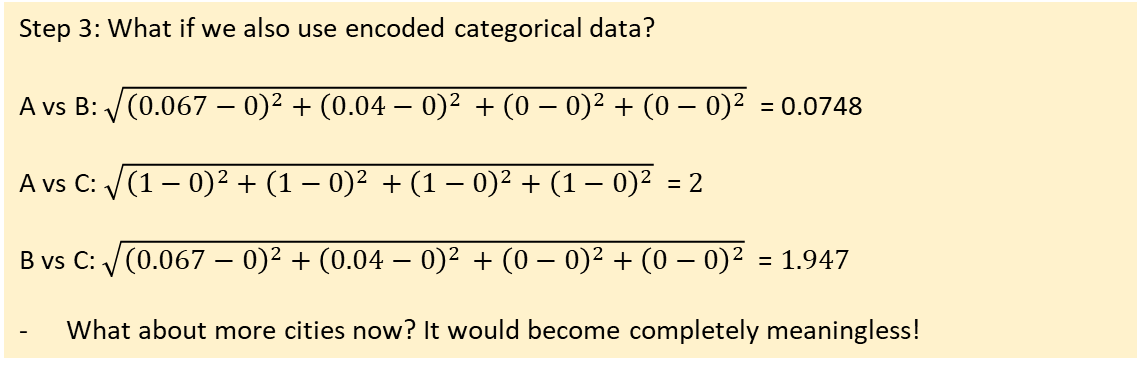 Step 3: What if we also use encoded categorical data?
A vs B: √(0.067 − 0)² + (0.04 − 0)² + (0 − 0)² + (0 − 0)² = 0.0748
A vs C: √(1 − 0)² + (1 − 0)² + (1 − 0)² + (1 − 0)² = 2
B vs C: √(0.067 − 0)² + (0.04 − 0)² + (0 − 0)² + (0 − 0)² = 1.947
- What about more cities now? It would become completely meaningless!